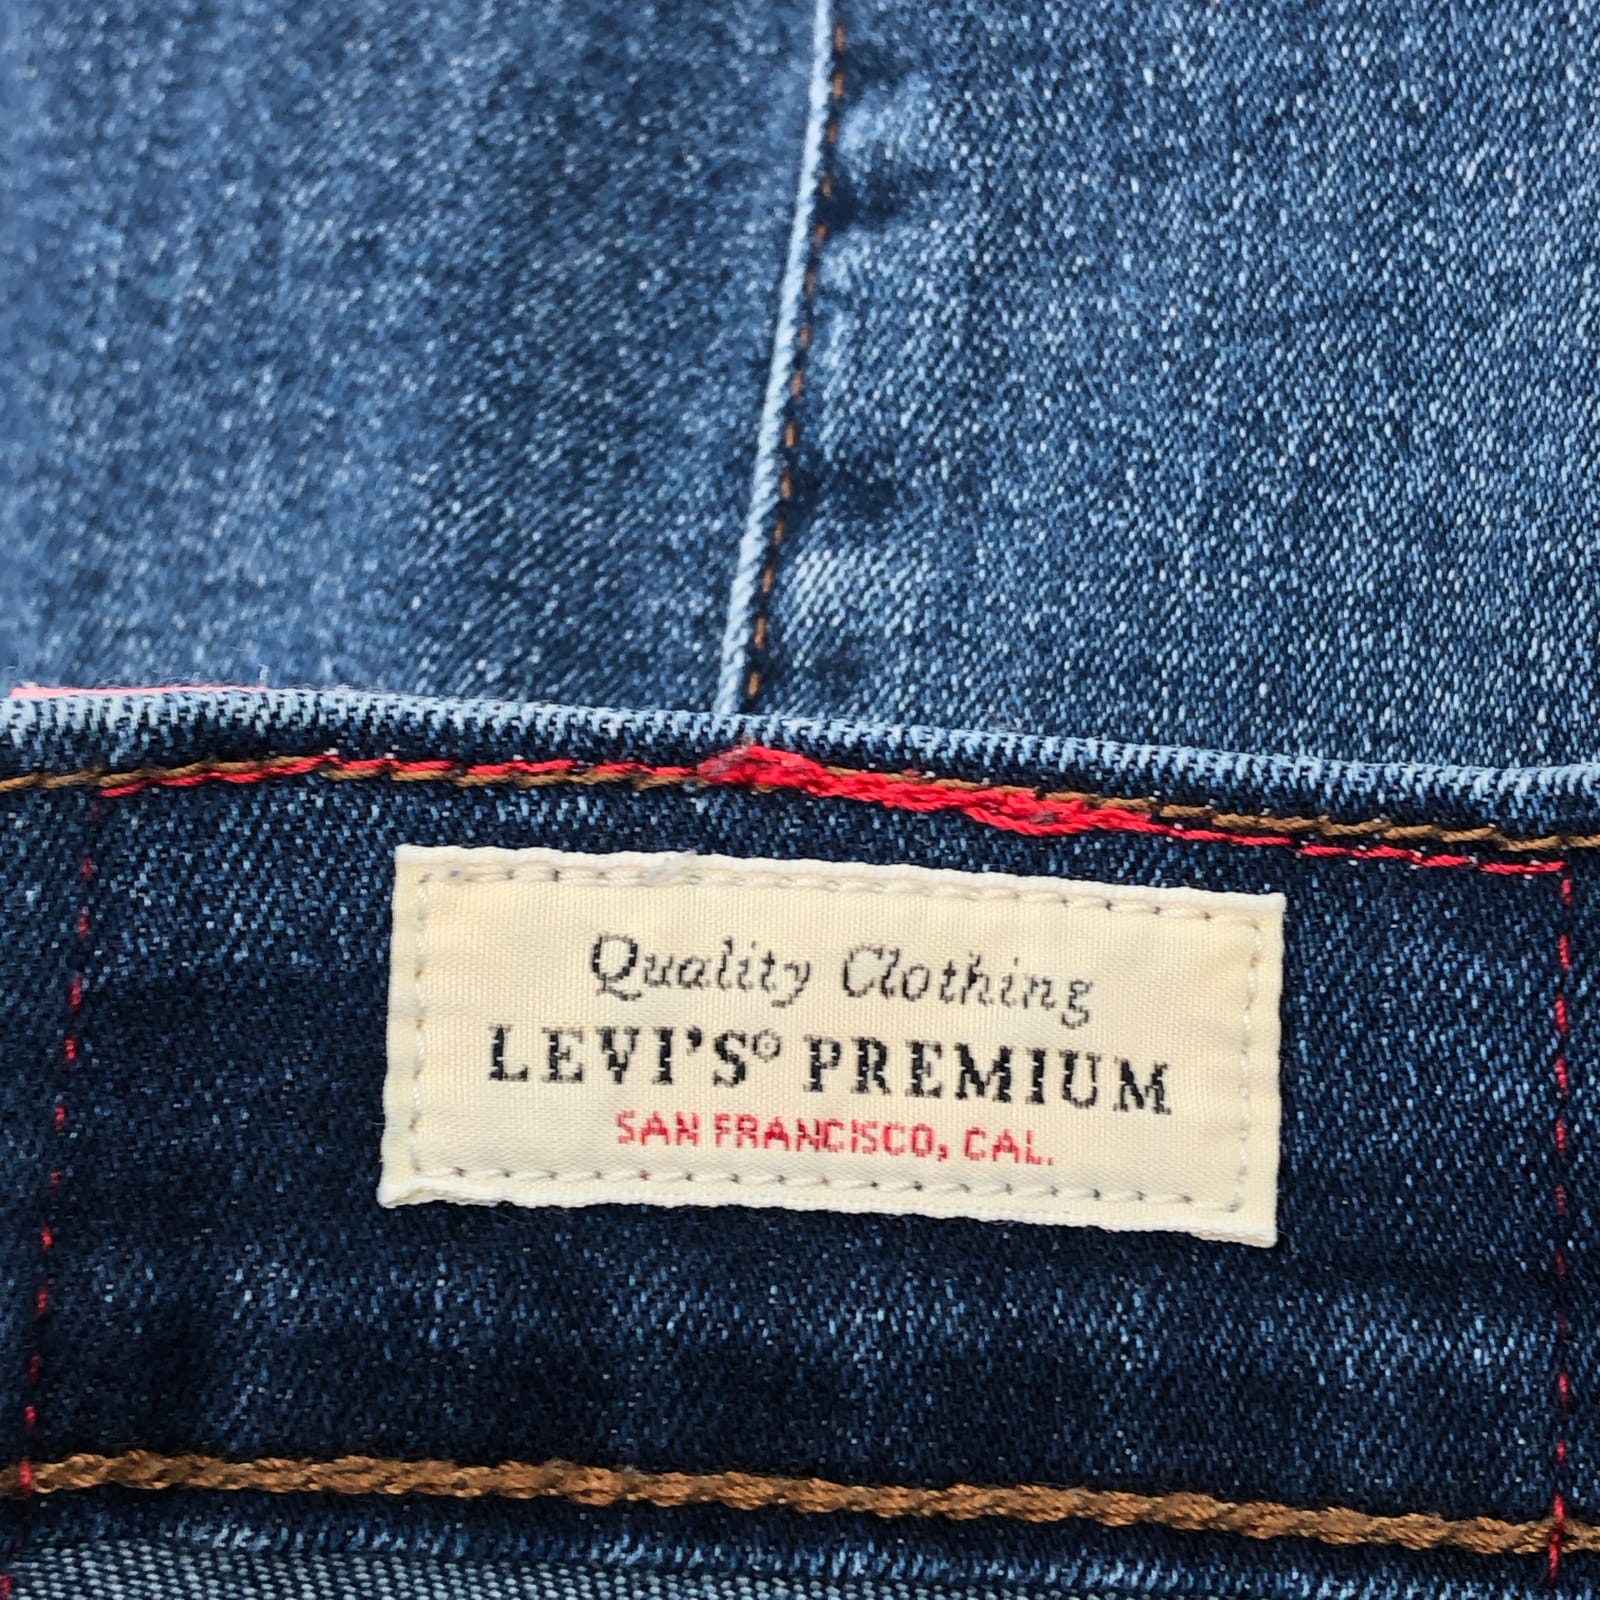 Quality Clothing
LEVI'S® PREMIUM
SAN FRANCISCO, CAL.